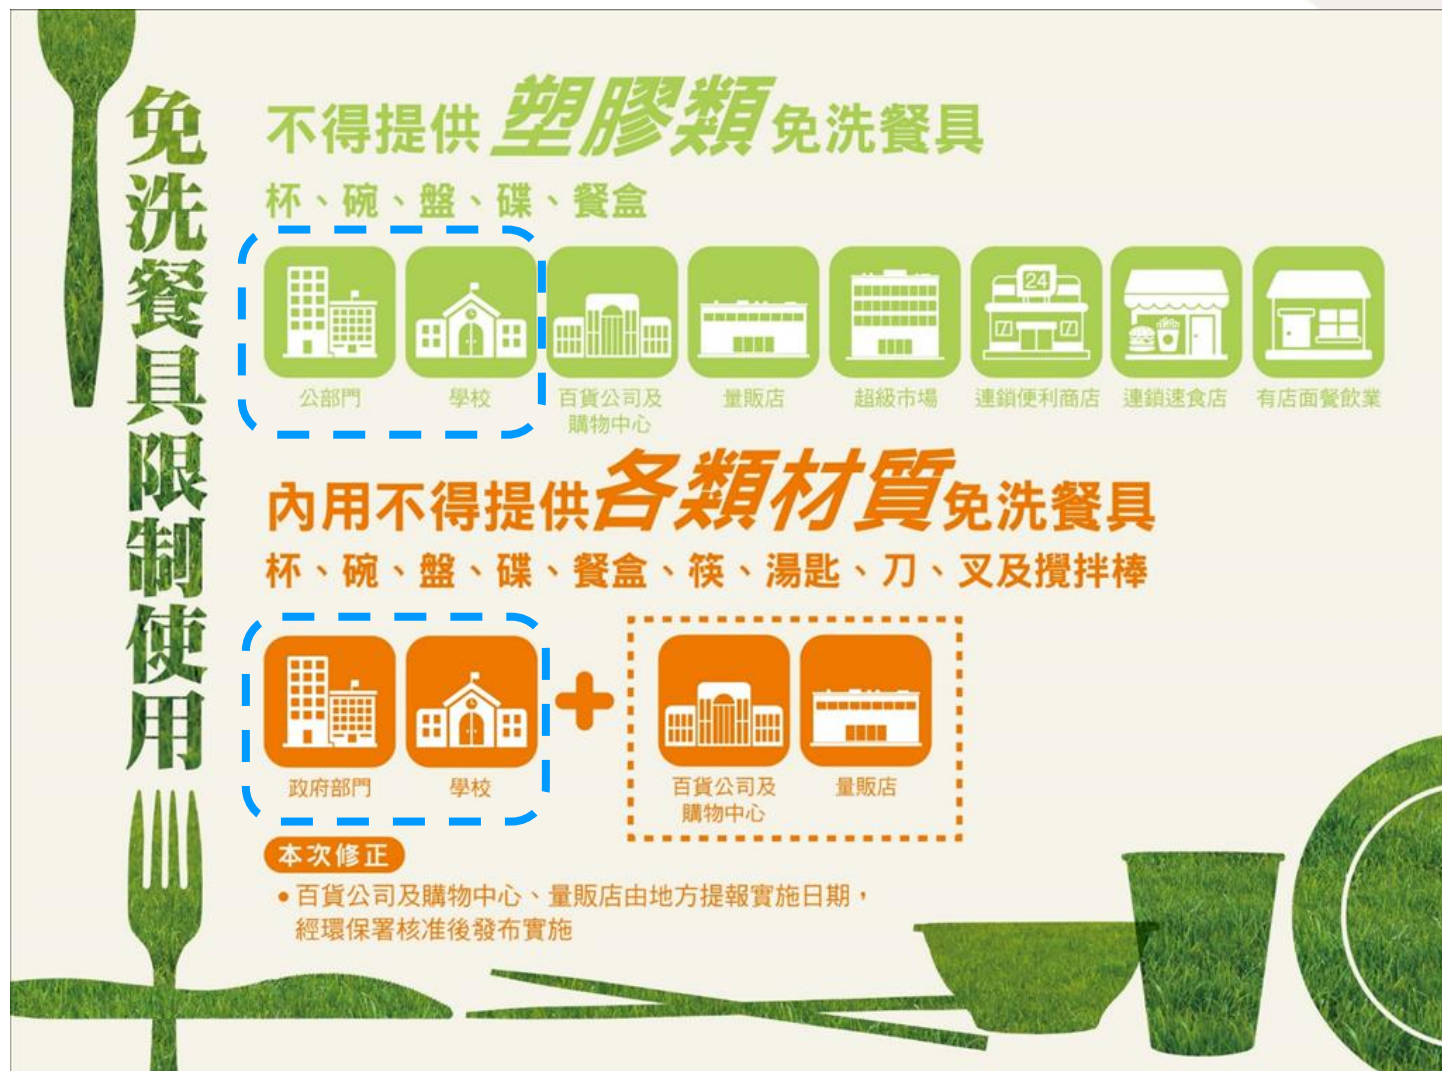 免洗餐具限制使用
不得提供塑膠類免洗餐具
杯、碗、盤、碟、餐盒
24
公部門
學校
百貨公司及
購物中心
量販店
超級市場
連鎖便利商店
連鎖速食店
有店面餐飲業
內用不得提供各類材質免洗餐具
杯、碗、盤、碟、餐盒、筷、湯匙、刀、叉及攪拌棒
政府部門
學校
百貨公司及
購物中心
量販店
本次修正
• 百貨公司及購物中心、量販店由地方提報實施日期，
經環保署核准後發布實施